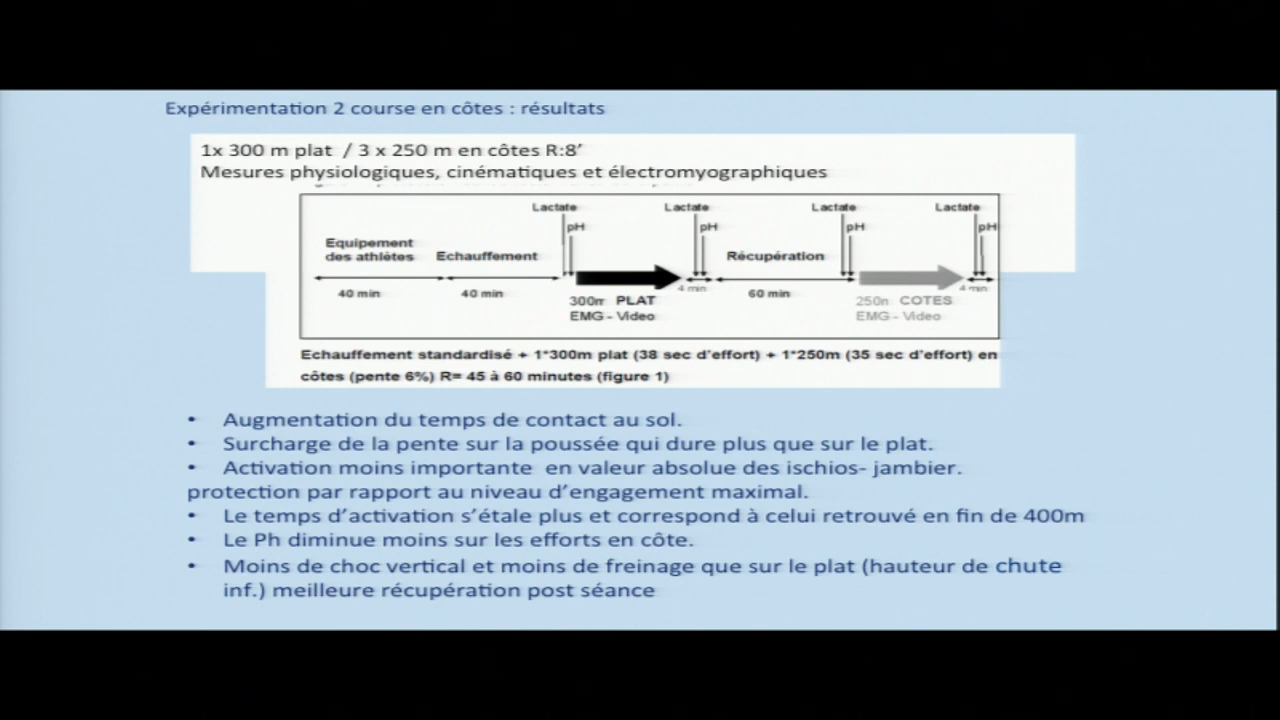 Expérimentation 2 course en côtes : résultats
1x 300 m plat / 3 x 250 m en côtes R:8’
Mesures physiologiques, cinématiques et électromyographiques
Lactate Lactate Lactate Lactate
pH pH pH pH
Equipement des athlètes
Echauffement
Récupération
40 min 40 min 4 min 60 min 4 min
300m PLAT 250m COTES
EMG - Video EMG - Video
Echauffement standardisé + 1*300m plat (38 sec d’effort) + 1*250m (35 sec d’effort) en
côtes (pente 6%) R= 45 à 60 minutes (figure 1)
• Augmentation du temps de contact au sol.
• Surcharge de la pente sur la poussée qui dure plus que sur le plat.
• Activation moins importante en valeur absolue des ischios- jambier.
protection par rapport au niveau d’engagement maximal.
• Le temps d’activation s’étale plus et correspond à celui retrouvé en fin de 400m
• Le Ph diminue moins sur les efforts en côte.
• Moins de choc vertical et moins de freinage que sur le plat (hauteur de chute
inf.) meilleure récupération post séance